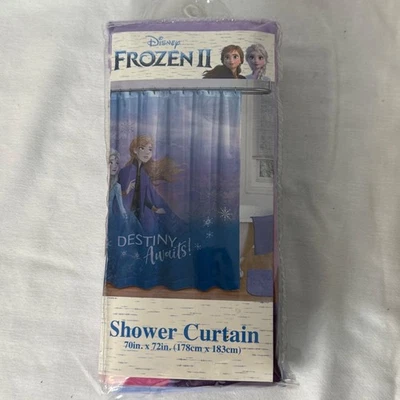 Disney
FROZEN II
DESTINY
Awaits!
Shower Curtain
70in. x 72in. (178cm x 183cm)